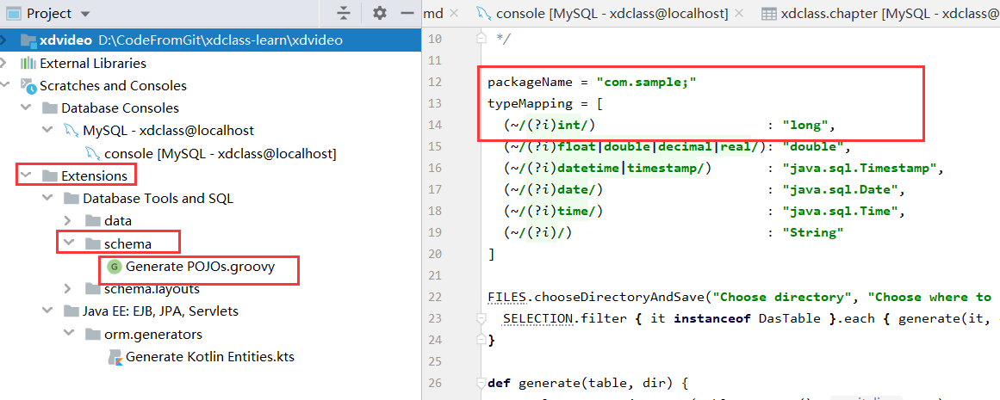 Project
xdvideo D:\CodeFromGit\xdclass-learn\xdvideo
External Libraries
Scratches and Consoles
Database Consoles
MySQL - xdclass@localhost
console [MySQL - xdclass@localhost]
Extensions
Database Tools and SQL
data
schema
G Generate POJOs.groovy
schema.layouts
Java EE: EJB, JPA, Servlets
orm.generators
Generate Kotlin Entities.kts
md × console [MySQL - xdclass@localhost] × xdclass.chapter [MySQL - xdclass@
10 */
11
12 packageName = "com.sample;"
13 typeMapping = [
14 (~/(?i)int/) : "long",
15 (~/(?i)float|double|decimal|real/): "double",
16 (~/(?i)datetime|timestamp/) : "java.sql.Timestamp",
17 (~/(?i)date/) : "java.sql.Date",
18 (~/(?i)time/) : "java.sql.Time",
19 (~/(?i)/) : "String"
20 ]
21
22 FILES.chooseDirectoryAndSave("Choose directory", "Choose where to
23 SELECTION.filter { it instanceof DasTable }.each { generate(it,
24 }
25
26 def generate(table, dir) {